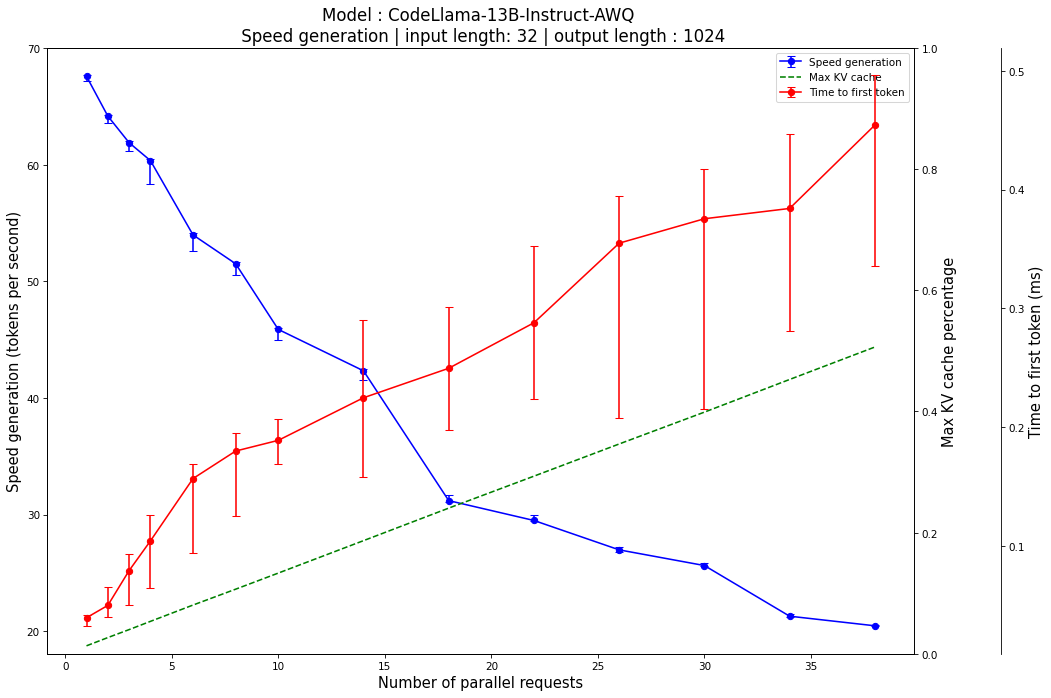 Model : CodeLlama-13B-Instruct-AWQ
Speed generation | input length: 32 | output length : 1024
Speed generation
Max KV cache
Time to first token
Speed generation (tokens per second)
70
60
50
40
30
20
0
5
10
15
20
25
30
35
Number of parallel requests
1.0
0.8
0.6
0.4
0.2
0.0
Max KV cache percentage
0.5
0.4
0.3
0.2
0.1
Time to first token (ms)